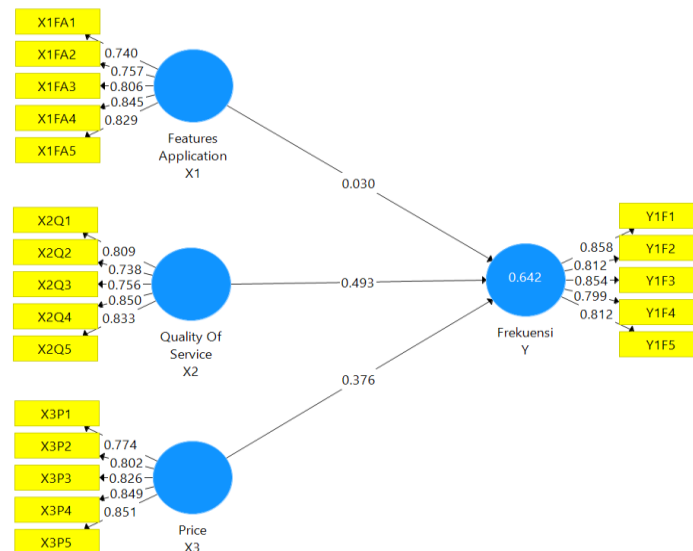 X1FA1
X1FA2
X1FA3
X1FA4
X1FA5
0.740
0.757
0.806
0.845
0.829
Features
Application
X1
0.030
X2Q1
X2Q2
X2Q3
X2Q4
X2Q5
0.809
0.738
0.756
0.850
0.833
Quality Of
Service
X2
0.493
X3P1
X3P2
X3P3
X3P4
X3P5
0.774
0.802
0.826
0.849
0.851
Price
X3
0.376
0.642
Frekuensi
Y
0.858
0.812
0.854
0.799
0.812
Y1F1
Y1F2
Y1F3
Y1F4
Y1F5